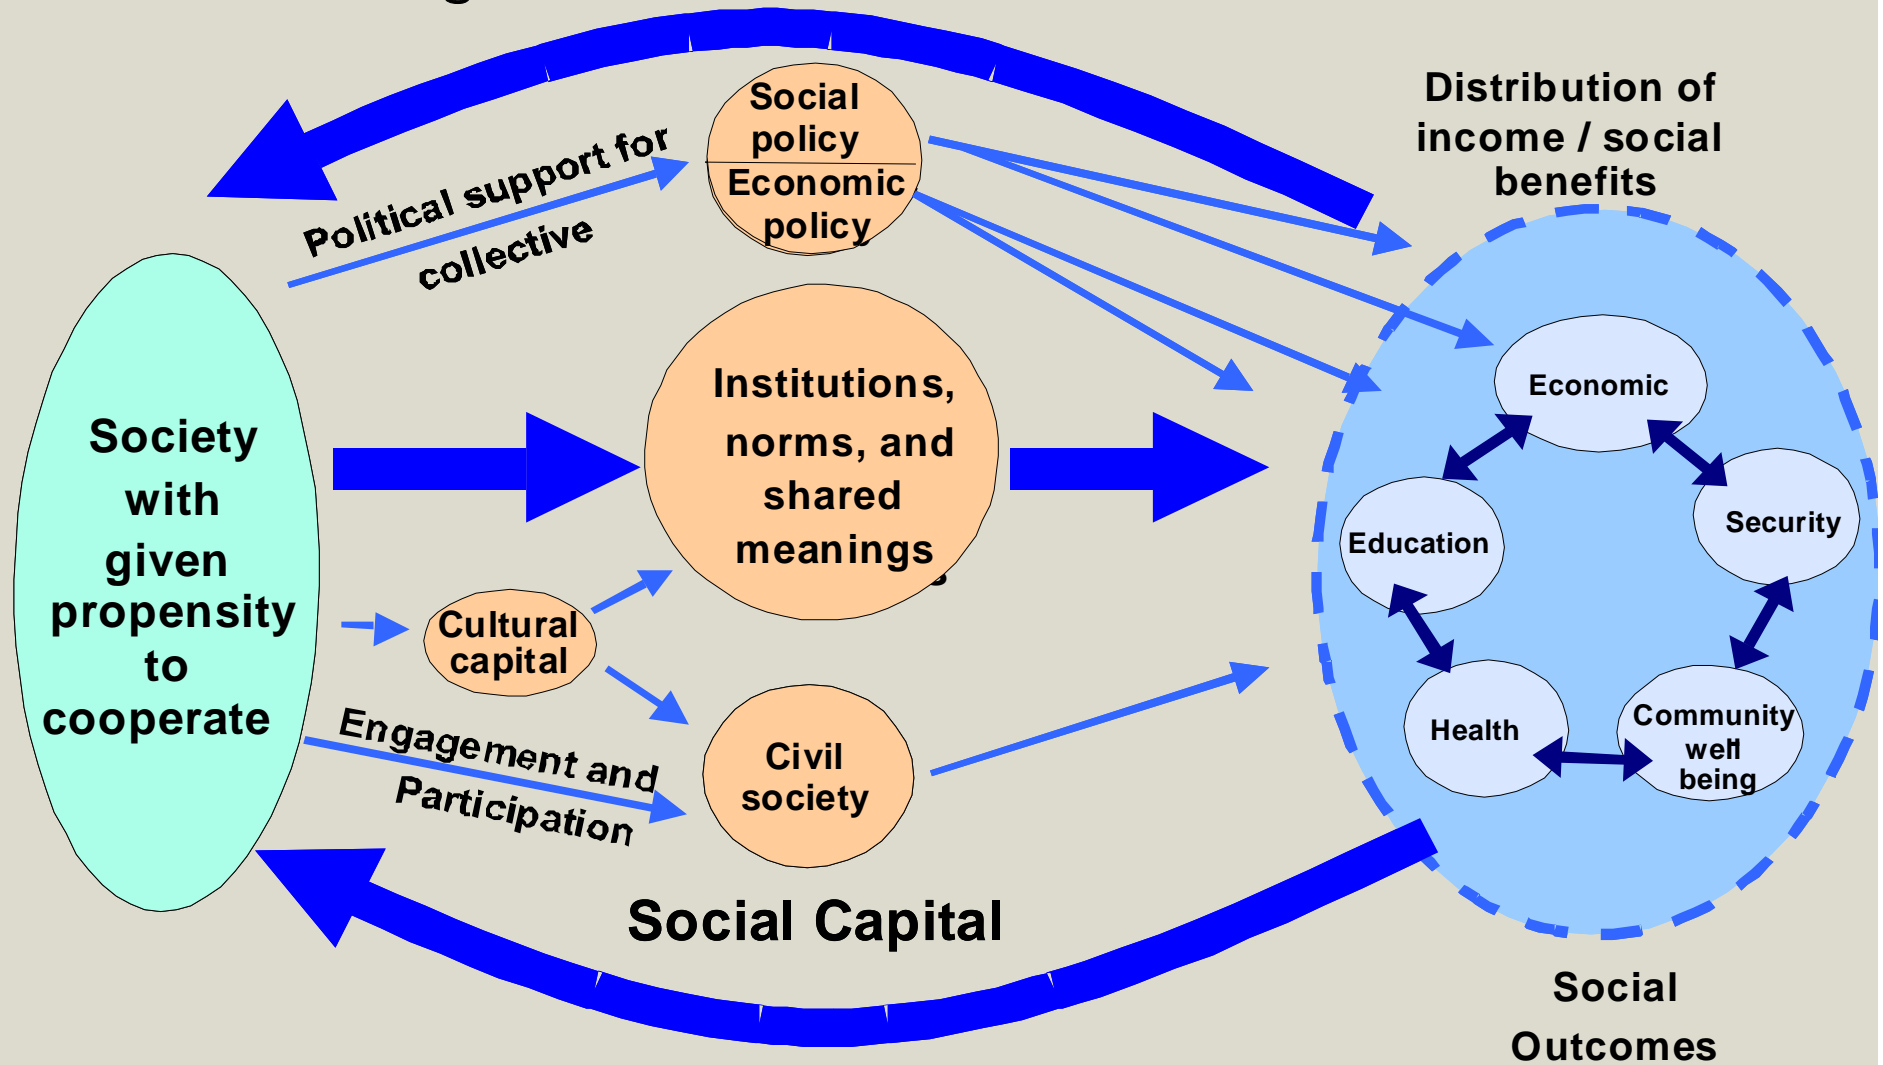 Social
policy
Economic
policy
Distribution of
income / social
benefits
Political support for
collective
Society
with
given
propensity
to
cooperate
Institutions,
norms, and
shared
meanings
Cultural
capital
Engagement and
Participation
Civil
society
Economic
Security
Education
Health
Community
well
being
Social Capital
Social
Outcomes